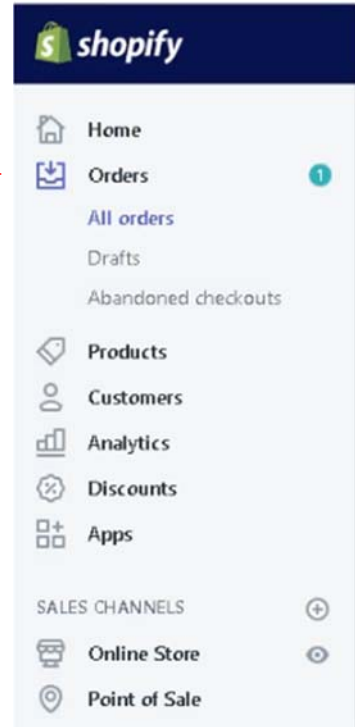 shopify
Home
Orders 1
All orders
Drafts
Abandoned checkouts
Products
Customers
Analytics
Discounts
Apps
SALES CHANNELS
Online Store
Point of Sale